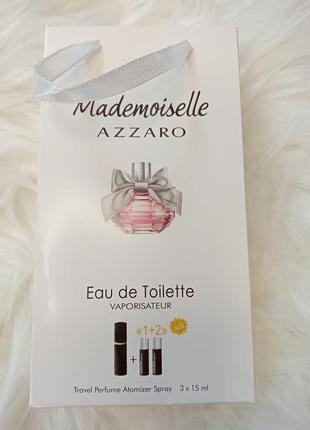 Mademoiselle
AZZARO
Eau de Toilette
VAPORISATEUR
«1+2»
+
Travel Perfume Atomizer Spray 3 x 15 ml